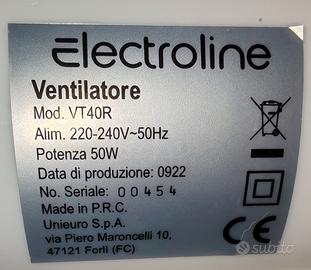 Electroline
Ventilatore
Mod. VT40R
Alim. 220-240V~50Hz
Potenza 50W
Data di produzione: 0922
No. Seriale: 00454
Made in P.R.C.
Unieuro S.p.A.
via Piero Maroncelli 10,
47121 Forlì (FC)
CE
subito